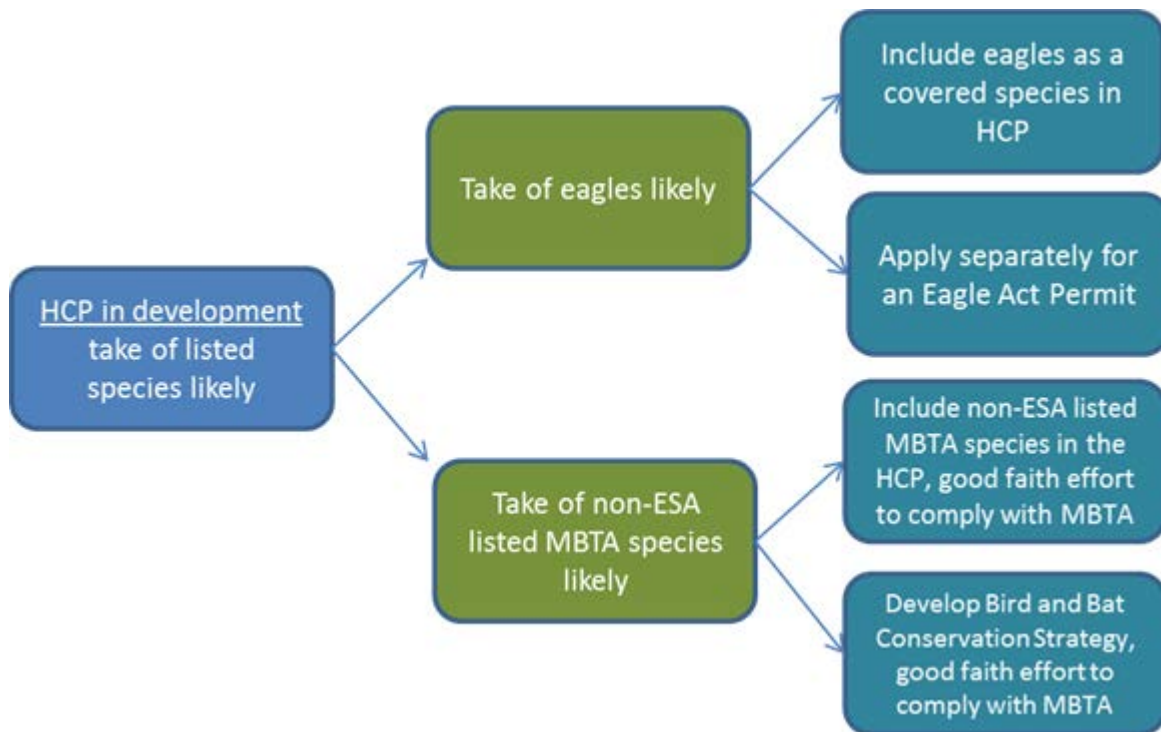 HCP in development
take of listed
species likely
Take of eagles likely
Include eagles as a
covered species in
HCP
Apply separately for
an Eagle Act Permit
Take of non-ESA
listed MBTA species
likely
Include non-ESA listed
MBTA species in the
HCP, good faith effort
to comply with MBTA
Develop Bird and Bat
Conservation Strategy,
good faith effort to
comply with MBTA